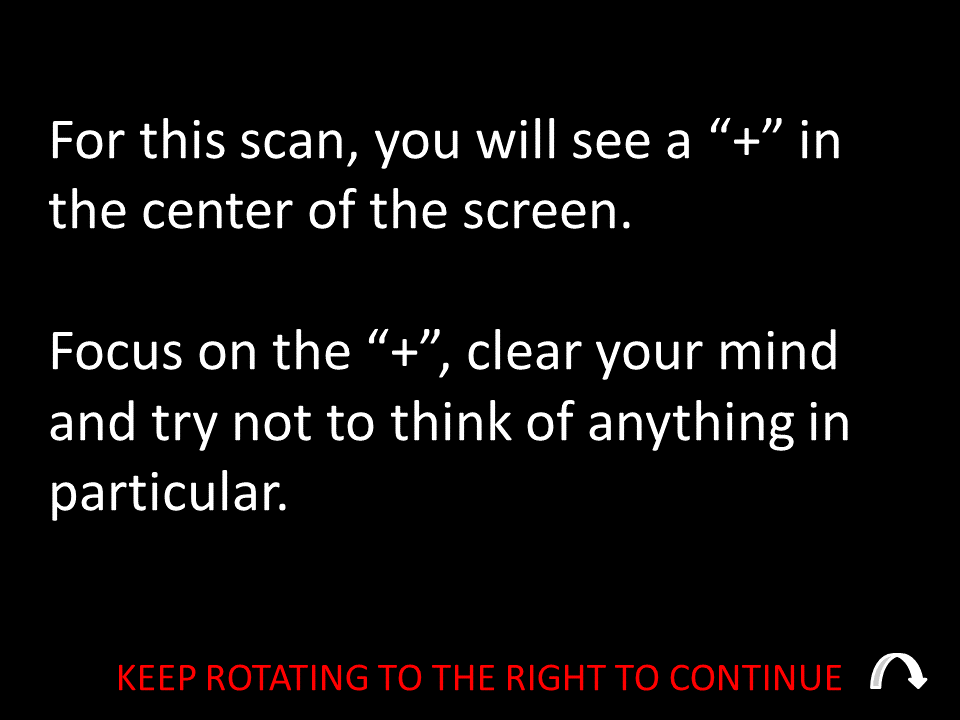 For this scan, you will see a “+” in
the center of the screen.
Focus on the “+”, clear your mind
and try not to think of anything in
particular.
KEEP ROTATING TO THE RIGHT TO CONTINUE